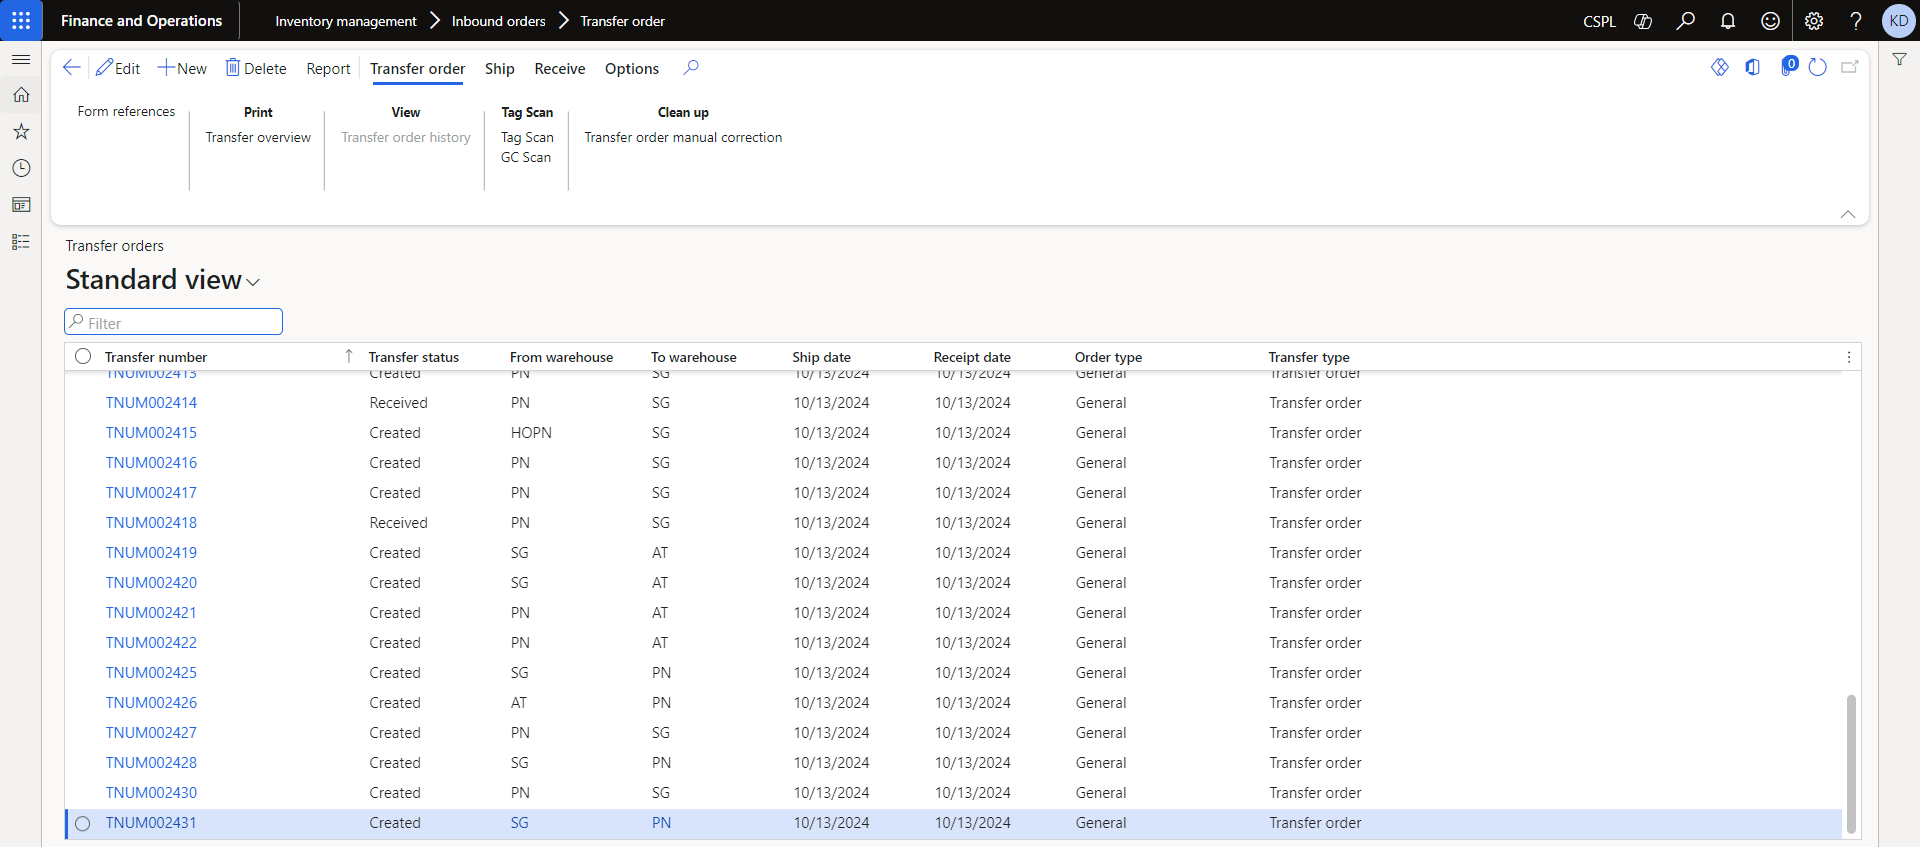 Finance and Operations Inventory management Inbound orders Transfer order CSPL KD
Edit New Delete Report Transfer order Ship Receive Options 0
Form references Print View Tag Scan Clean up
Transfer overview Transfer order history Tag Scan Transfer order manual correction
GC Scan
Transfer orders
Standard view
Filter
Transfer number Transfer status From warehouse To warehouse Ship date Receipt date Order type Transfer type
TNUM002413 Created PN SG 10/13/2024 10/13/2024 General Transfer order
TNUM002414 Received PN SG 10/13/2024 10/13/2024 General Transfer order
TNUM002415 Created HOPN SG 10/13/2024 10/13/2024 General Transfer order
TNUM002416 Created PN SG 10/13/2024 10/13/2024 General Transfer order
TNUM002417 Created PN SG 10/13/2024 10/13/2024 General Transfer order
TNUM002418 Received PN SG 10/13/2024 10/13/2024 General Transfer order
TNUM002419 Created SG AT 10/13/2024 10/13/2024 General Transfer order
TNUM002420 Created SG AT 10/13/2024 10/13/2024 General Transfer order
TNUM002421 Created PN AT 10/13/2024 10/13/2024 General Transfer order
TNUM002422 Created PN AT 10/13/2024 10/13/2024 General Transfer order
TNUM002425 Created SG PN 10/13/2024 10/13/2024 General Transfer order
TNUM002426 Created AT PN 10/13/2024 10/13/2024 General Transfer order
TNUM002427 Created PN SG 10/13/2024 10/13/2024 General Transfer order
TNUM002428 Created SG PN 10/13/2024 10/13/2024 General Transfer order
TNUM002430 Created PN SG 10/13/2024 10/13/2024 General Transfer order
TNUM002431 Created SG PN 10/13/2024 10/13/2024 General Transfer order